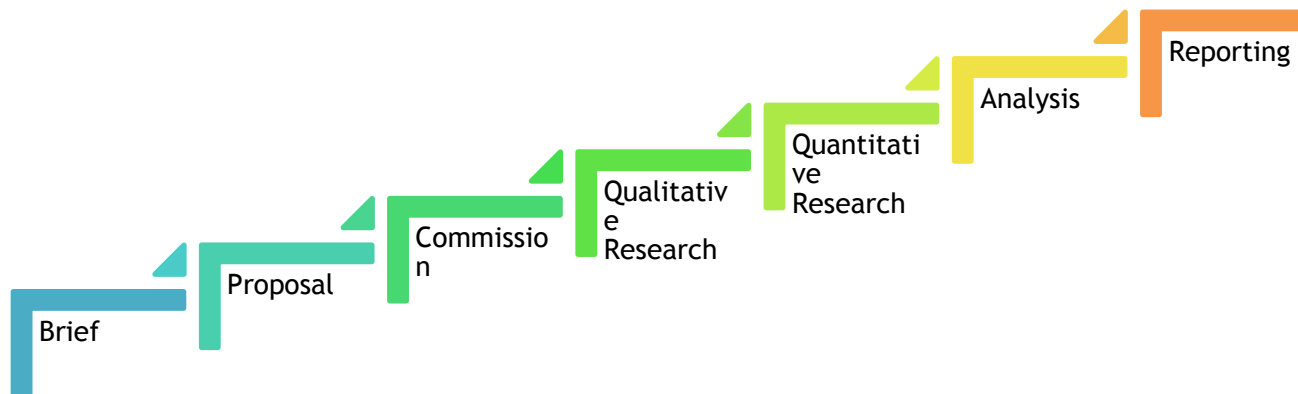 Brief
Proposal
Commissio
n
Qualitativ
e
Research
Quantitati
ve
Research
Analysis
Reporting